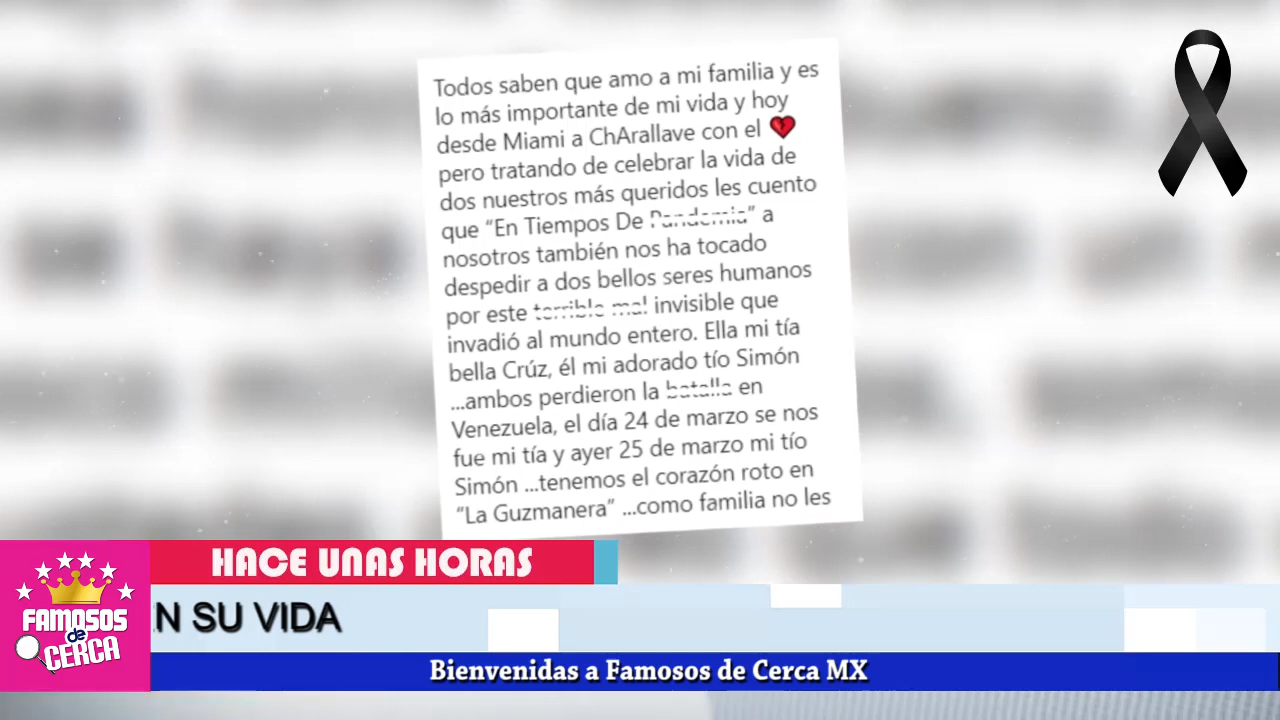 Todos saben que amo a mi familia y es
lo más importante de mi vida y hoy
desde Miami a ChArallave con el
pero tratando de celebrar la vida de
dos nuestros más queridos les cuento
que “En Tiempos De Pandemia” a
nosotros también nos ha tocado
despedir a dos bellos seres humanos
por este terrible mal invisible que
invadió al mundo entero. Ella mi tía
bella Crúz, él mi adorado tío Simón
...ambos perdieron la batalla en
Venezuela, el día 24 de marzo se nos
fue mi tía y ayer 25 de marzo mi tío
Simón ...tenemos el corazón roto en
“La Guzmanera” ...como familia no les
HACE UNAS HORAS
N SU VIDA
FAMOSOS
de
CERCA
Bienvenidas a Famosos de Cerca MX